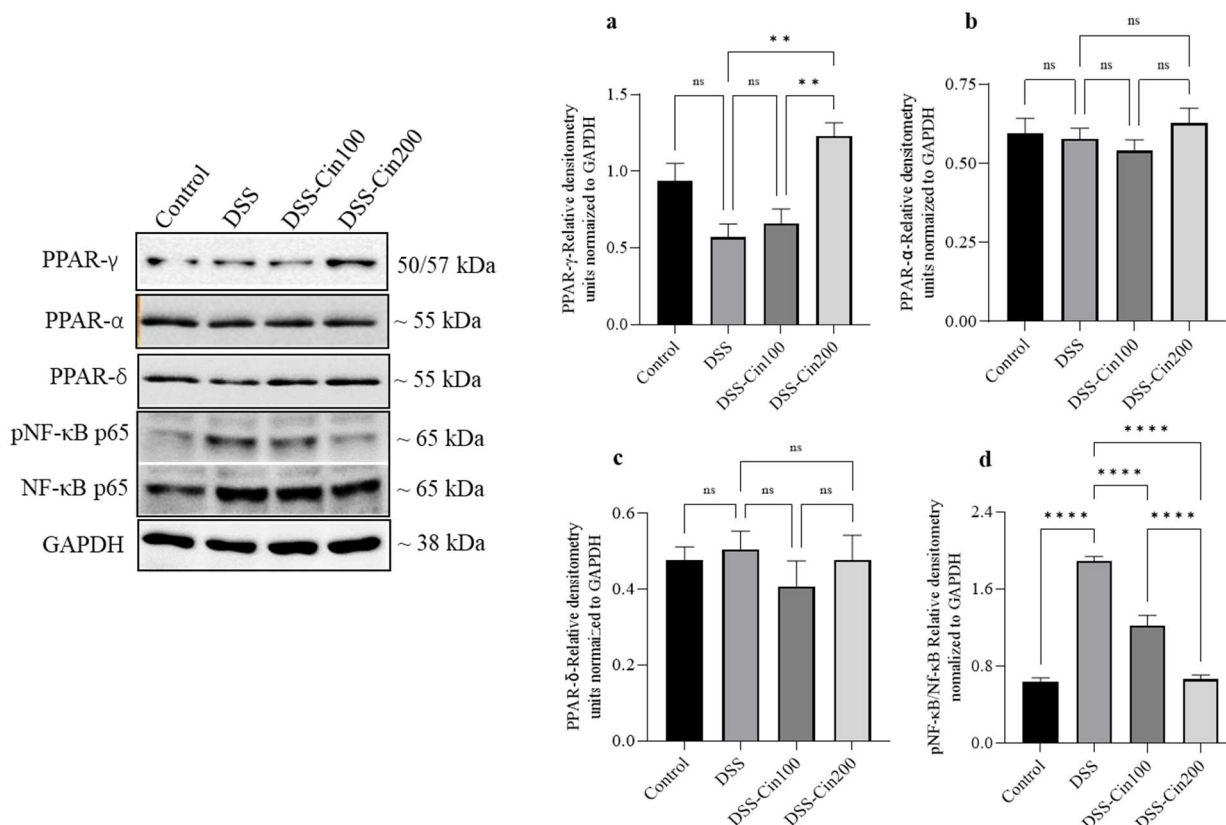 Control
DSS
DSS-Cin100
DSS-Cin200
PPAR-γ
50/57 kDa
PPAR-α
~ 55 kDa
PPAR-δ
~ 55 kDa
pNF-κB p65
~ 65 kDa
NF-κB p65
~ 65 kDa
GAPDH
~ 38 kDa
a
**
ns
ns
**
PPAR-γ-Relative densitometry
units normaized to GAPDH
1.5
1.0
0.5
0.0
Control
DSS
DSS-Cin100
DSS-Cin200
b
ns
ns
ns
ns
PPAR-α-Relative densitometry
units normaized to GAPDH
0.75
0.50
0.25
0.00
Control
DSS
DSS-Cin100
DSS-Cin200
c
ns
ns
ns
ns
PPAR-δ-Relative densitometry
units normaized to GAPDH
0.6
0.4
0.2
0.0
Control
DSS
DSS-Cin100
DSS-Cin200
d
****
****
****
****
pNF-κB/Nf-κB Relative densitometry
nomalized to GAPDH
2.4
1.6
0.8
0.0
Control
DSS
DSS-Cin100
DSS-Cin200